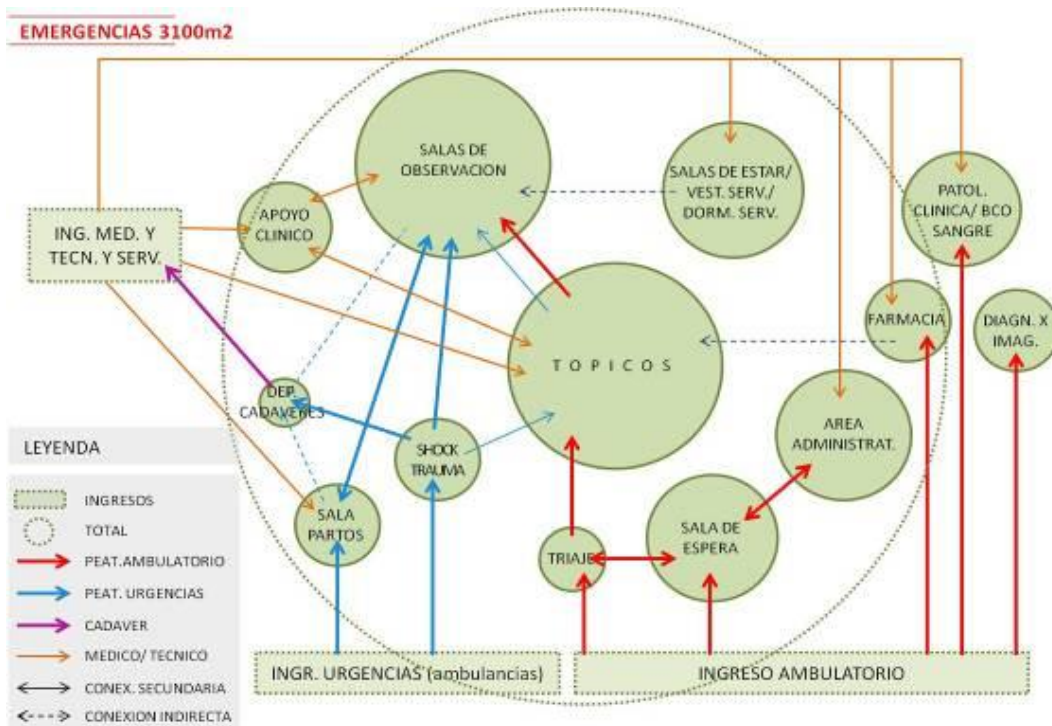 EMERGENCIAS 3100m2
SALAS DE
OBSERVACION
SALAS DE ESTAR/
VEST. SERV./
DORM. SERV.
PATOL.
CLINICA/ BCO
SANGRE
APOYO
CLINICO
ING. MED. Y
TECN. Y SERV.
FARMACIA
DIAGN. X
IMAG.
TOPICOS
DEP.
CADAVERES
AREA
ADMINISTRAT.
SHOCK
TRAUMA
SALA
PARTOS
SALA DE
ESPERA
TRIAJE
LEYENDA
INGRESOS
TOTAL
PEAT.AMBULATORIO
PEAT. URGENCIAS
CADAVER
MEDICO/ TECNICO
CONEX. SECUNDARIA
CONEXION INDIRECTA
INGR. URGENCIAS (ambulancias)
INGRESO AMBULATORIO